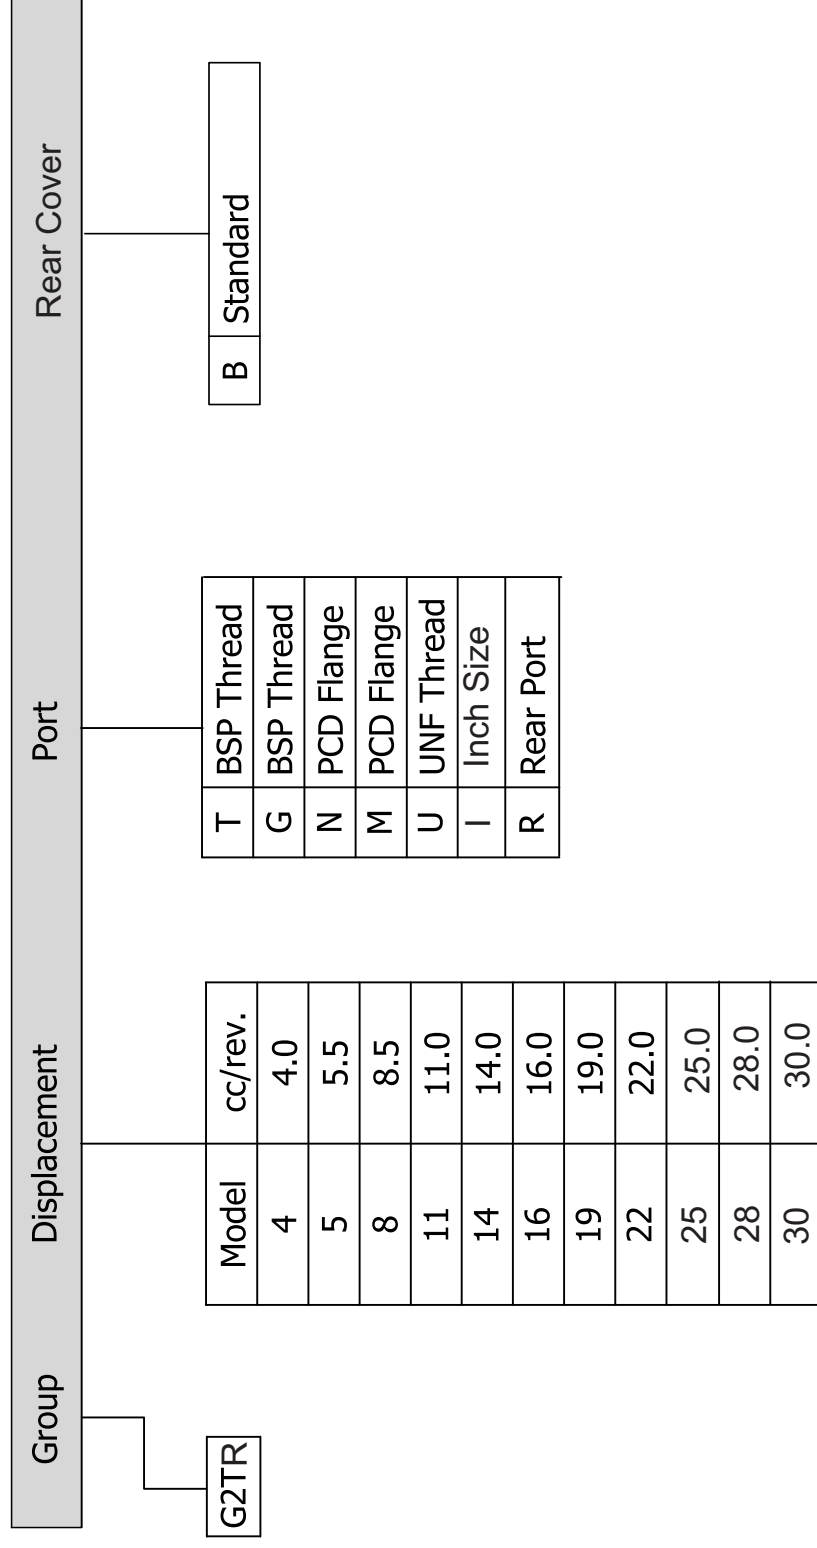 Group Displacement Port Rear Cover
G2TR
Model cc/rev.
4 4.0
5 5.5
8 8.5
11 11.0
14 14.0
16 16.0
19 19.0
22 22.0
25 25.0
28 28.0
30 30.0
T BSP Thread
G BSP Thread
N PCD Flange
M PCD Flange
U UNF Thread
I Inch Size
R Rear Port
B Standard